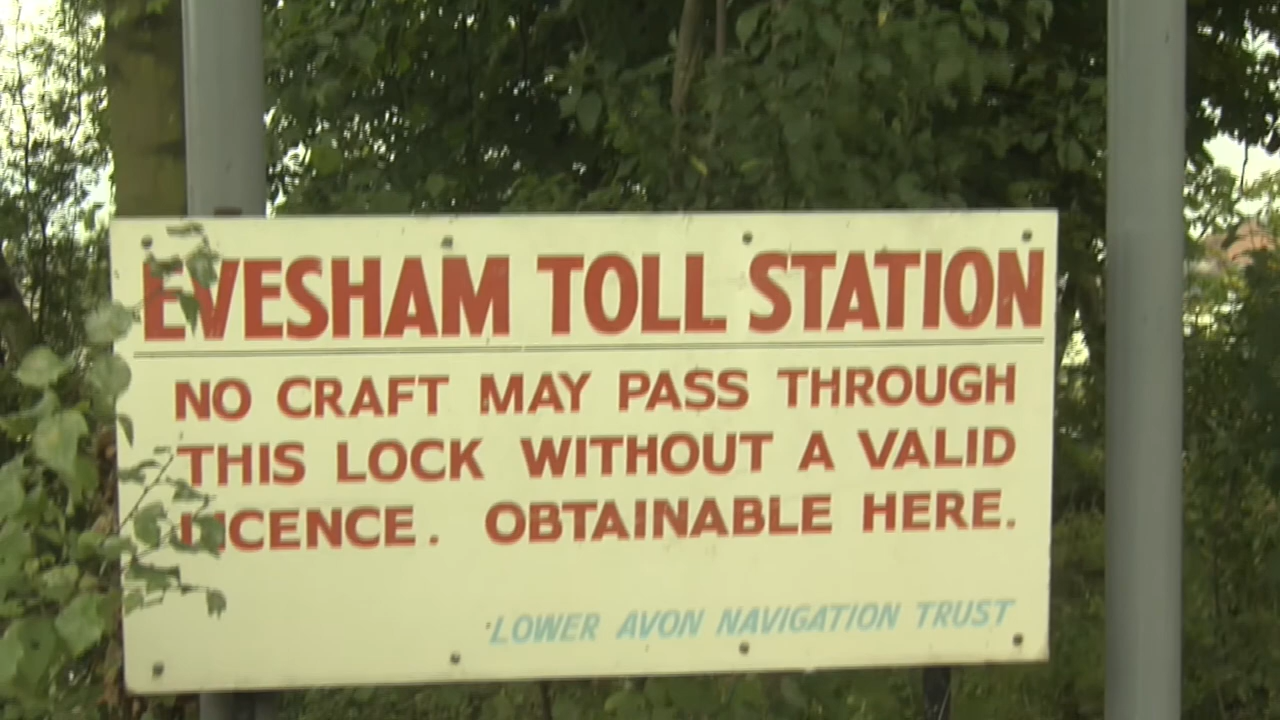 EVESHAM TOLL STATION
NO CRAFT MAY PASS THROUGH
THIS LOCK WITHOUT A VALID
LICENCE. OBTAINABLE HERE.
LOWER AVON NAVIGATION TRUST